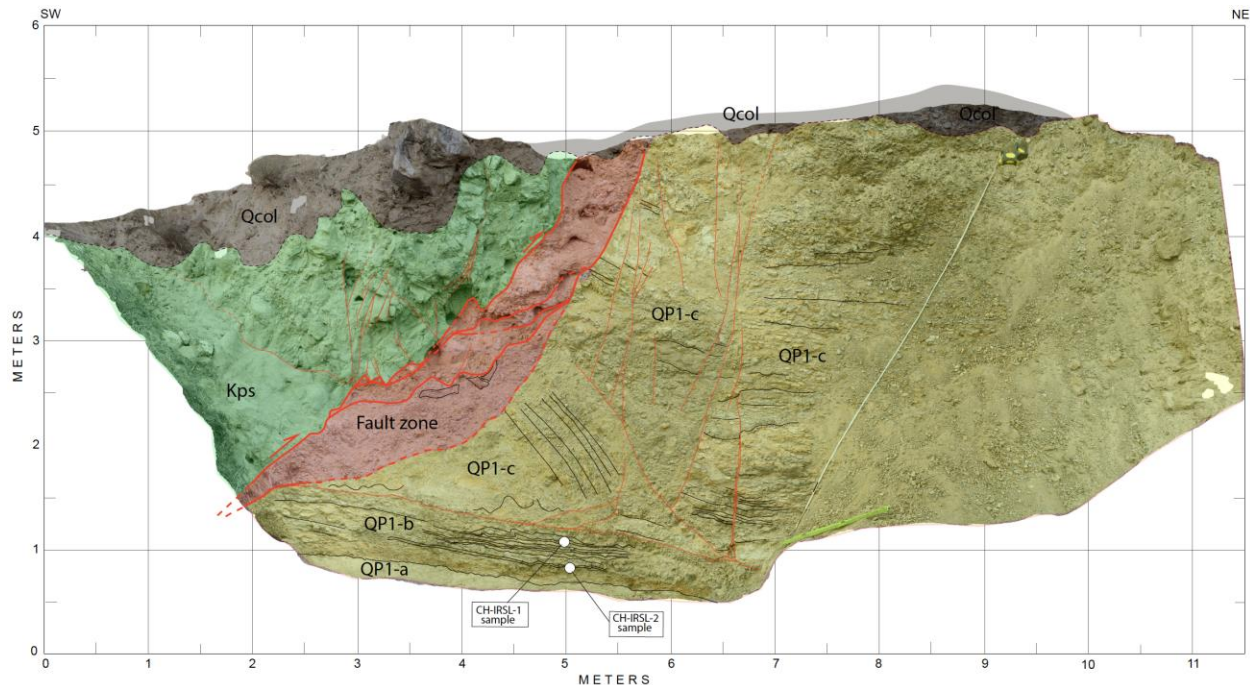 SW
NE
6
5
4
3
2
1
0
METERS
Qcol
Qcol
Qcol
Kps
Fault zone
QP1-c
QP1-c
QP1-c
QP1-b
QP1-a
CH-IRSL-1
sample
CH-IRSL-2
sample
0 1 2 3 4 5 6 7 8 9 10 11
METERS